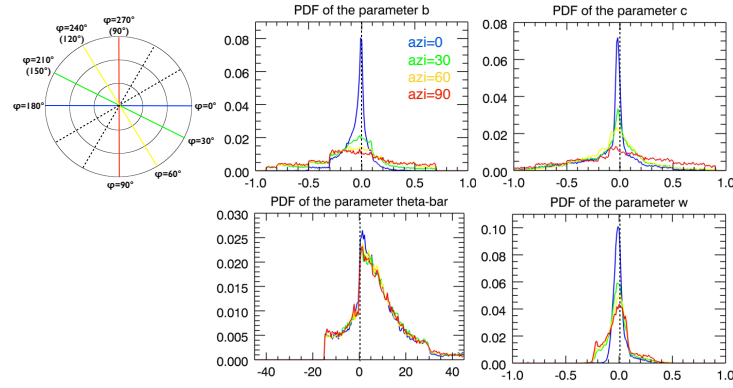 φ=240°
(120°)
φ=270°
(90°)
φ=210°
(150°)
φ=180°
φ=0°
φ=30°
φ=60°
φ=90°
PDF of the parameter b
0.08
0.06
0.04
0.02
0.00
-1.0
-0.5
0.0
0.5
1.0
azi=0
azi=30
azi=60
azi=90
PDF of the parameter c
0.08
0.06
0.04
0.02
0.00
-1.0
-0.5
0.0
0.5
1.0
PDF of the parameter theta-bar
0.030
0.025
0.020
0.015
0.010
0.005
0.000
-40
-20
0
20
40
PDF of the parameter w
0.10
0.08
0.06
0.04
0.02
0.00
-1.0
-0.5
0.0
0.5
1.0